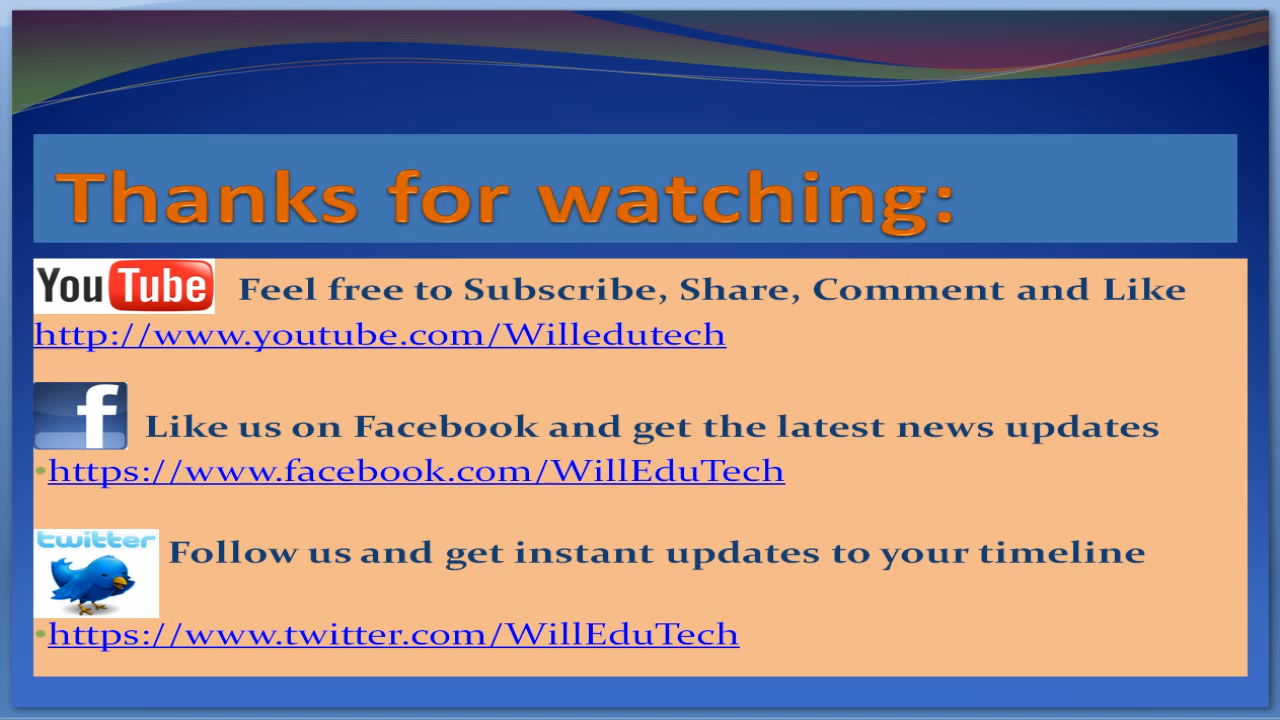 Thanks for watching:
YouTube Feel free to Subscribe, Share, Comment and Like
http://www.youtube.com/Willedutech
f Like us on Facebook and get the latest news updates
•https://www.facebook.com/WillEduTech
twitter Follow us and get instant updates to your timeline
•https://www.twitter.com/WillEduTech